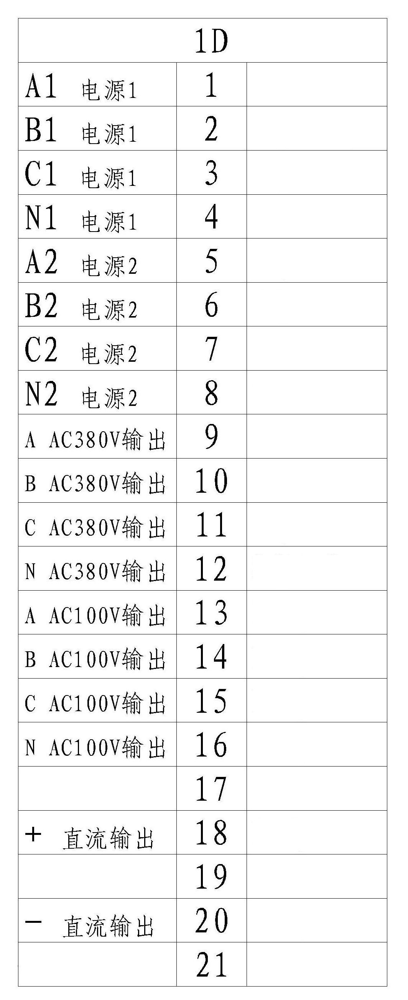 1D
A1 电源1 1
B1 电源1 2
C1 电源1 3
N1 电源1 4
A2 电源2 5
B2 电源2 6
C2 电源2 7
N2 电源2 8
A AC380V输出 9
B AC380V输出 10
C AC380V输出 11
N AC380V输出 12
A AC100V输出 13
B AC100V输出 14
C AC100V输出 15
N AC100V输出 16
17
+ 直流输出 18
19
− 直流输出 20
21